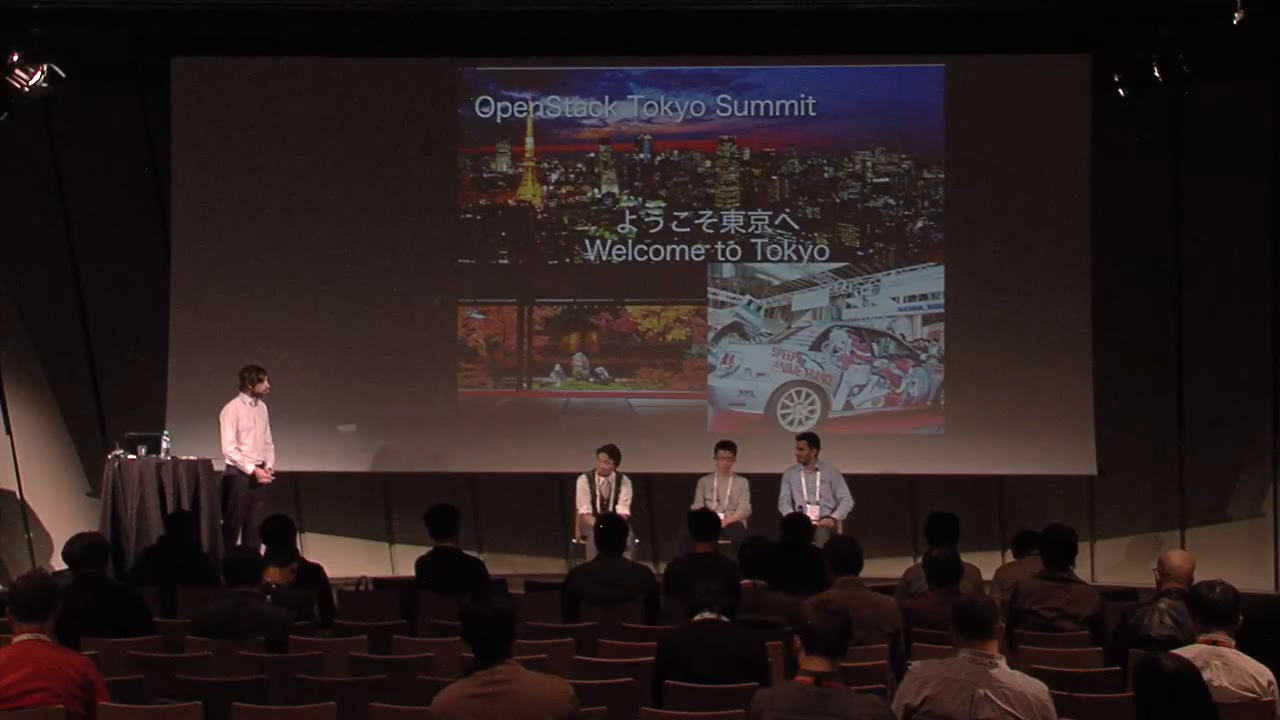 OpenStack Tokyo Summit
ようこそ東京へ
Welcome to Tokyo